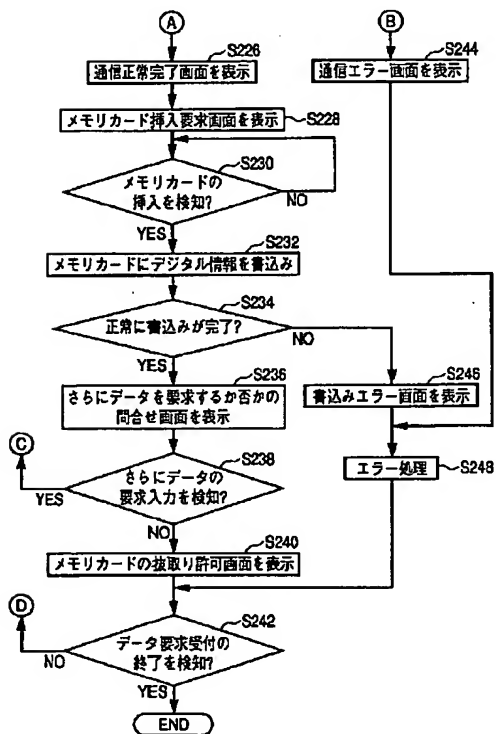 A
B
S226
S244
通信正常完了画面を表示
通信エラー画面を表示
メモリカード挿入要求画面を表示
S228
S230
メモリカードの
挿入を検知?
NO
YES
S232
メモリカードにデジタル情報を書込み
S234
正常に書込みが完了?
NO
YES
S236
S246
さらにデータを要求するか否かの
問合せ画面を表示
書込みエラー画面を表示
C
S238
さらにデータの
要求入力を検知?
エラー処理
S248
YES
NO
S240
メモリカードの抜取り許可画面を表示
D
S242
データ要求受付の
終了を検知?
NO
YES
END